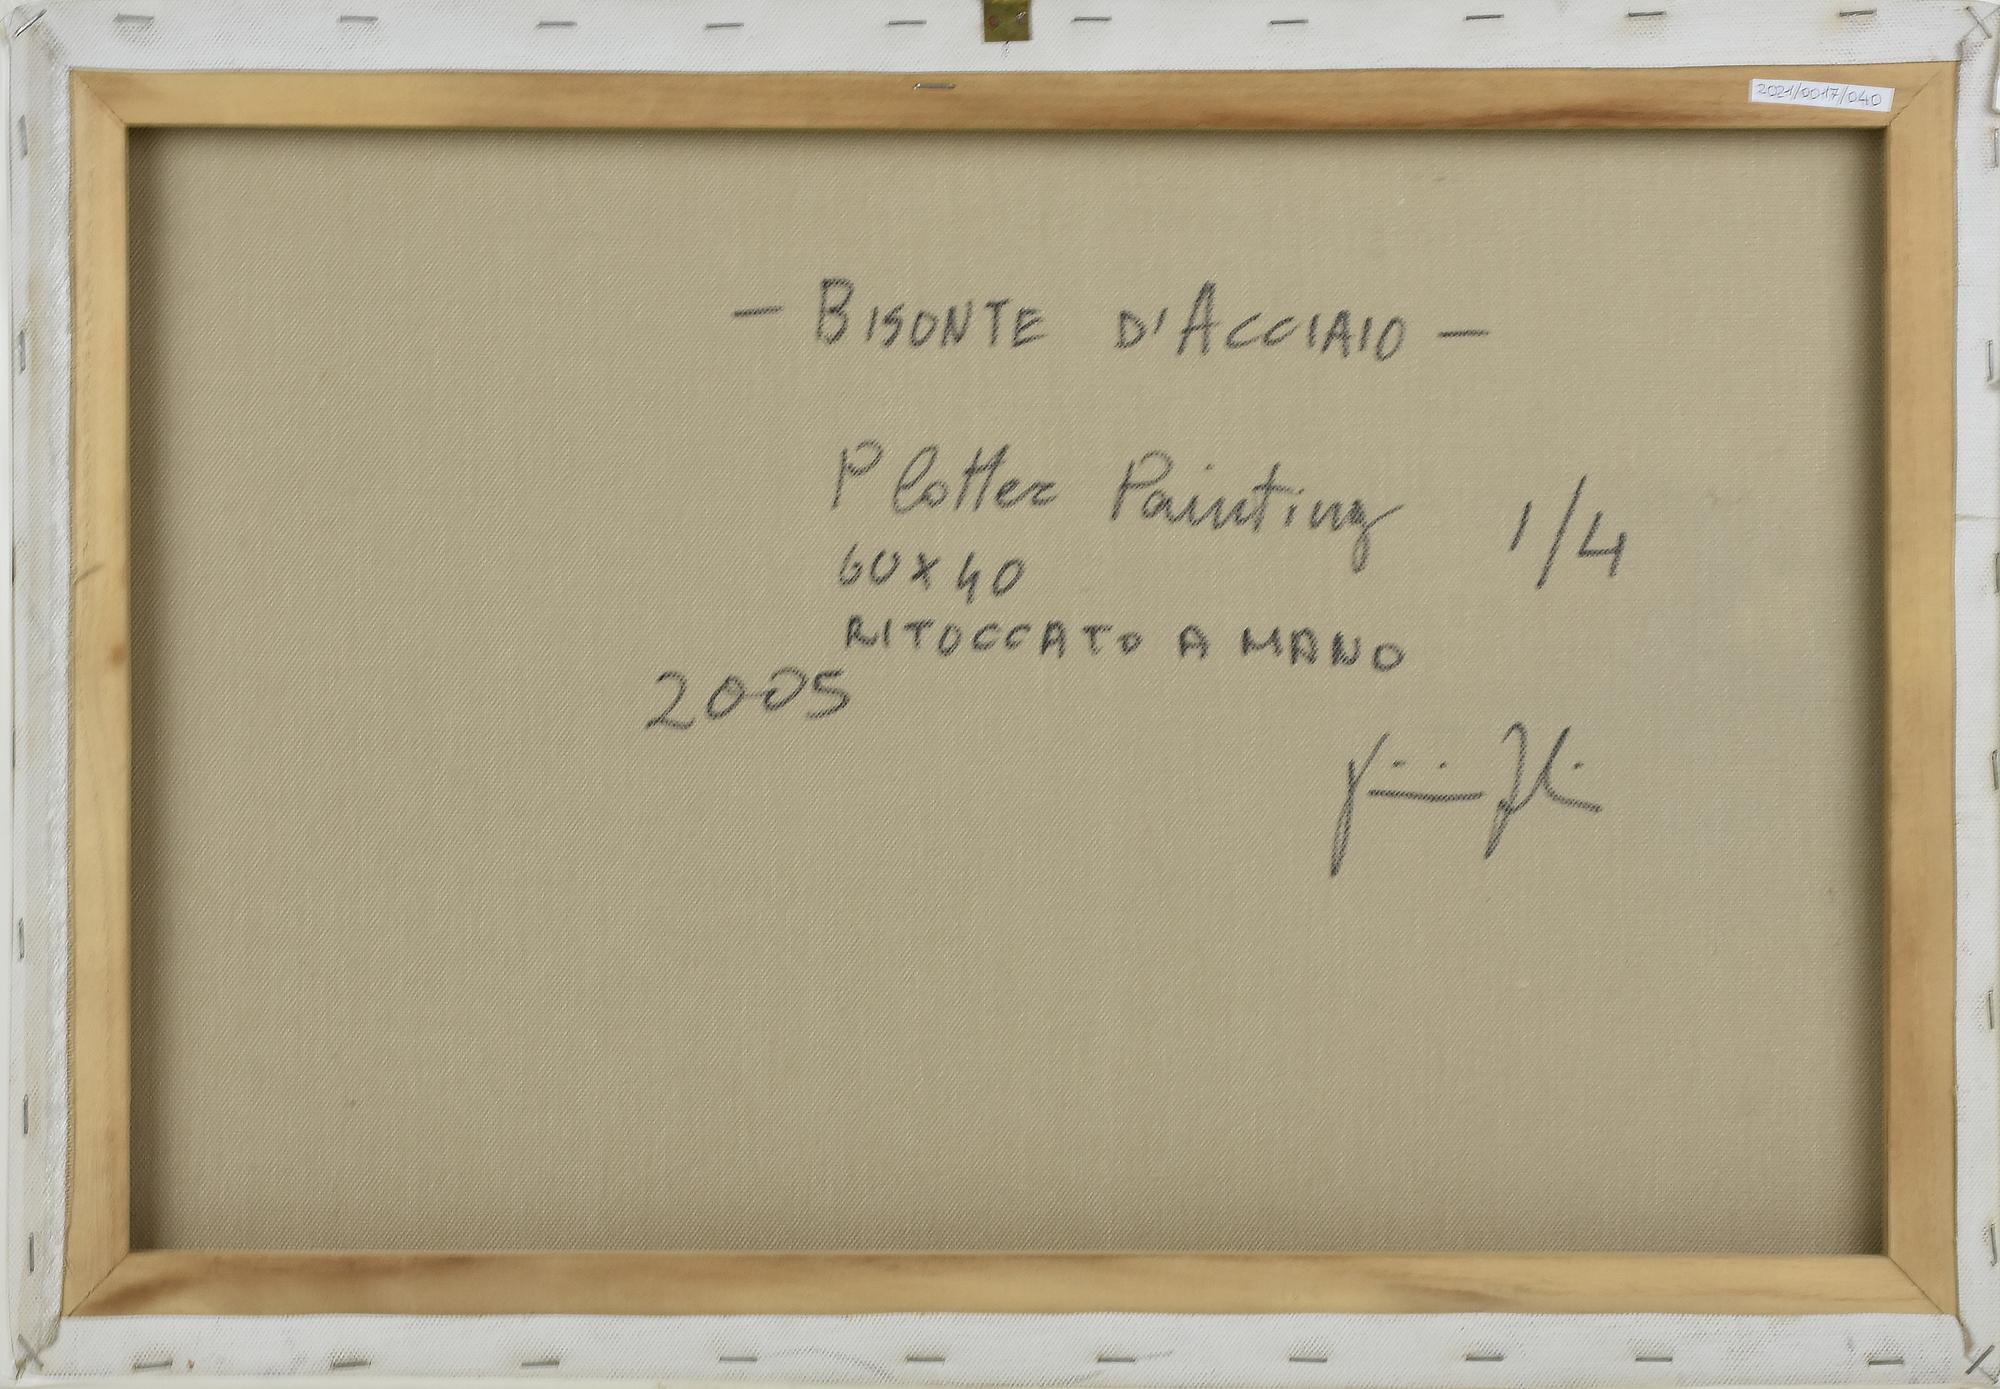 2021/0017/040
— BISONTE D'ACCIAIO —
Plotter Painting 1/4
60x40
RITOCCATO A MANO
2005